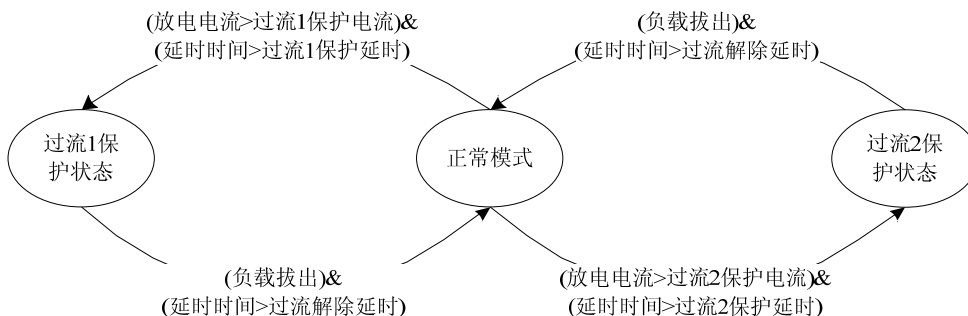 (放电电流>过流1保护电流)&
(延时时间>过流1保护延时)
(负载拔出)&
(延时时间>过流解除延时)
过流1保
护状态
正常模式
过流2保
护状态
(负载拔出)&
(延时时间>过流解除延时)
(放电电流>过流2保护电流)&
(延时时间>过流2保护延时)